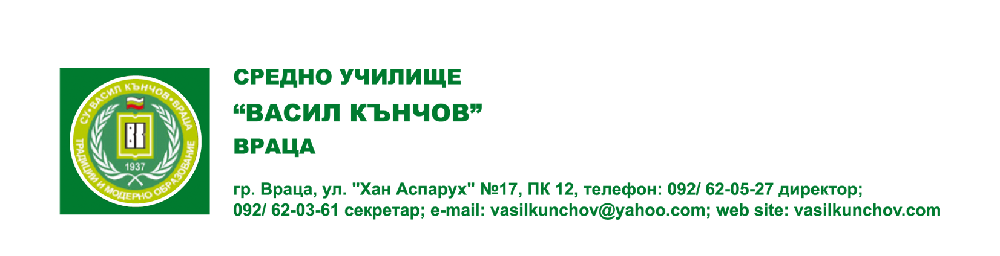 СУ • ВАСИЛ КЪНЧОВ • ВРАЦА
1937
ТРАДИЦИИ И МОДЕРНО ОБРАЗОВАНИЕ
СРЕДНО УЧИЛИЩЕ
“ВАСИЛ КЪНЧОВ”
ВРАЦА
гр. Враца, ул. "Хан Аспарух" №17, ПК 12, телефон: 092/ 62-05-27 директор;
092/ 62-03-61 секретар; e-mail: vasilkunchov@yahoo.com; web site: vasilkunchov.com